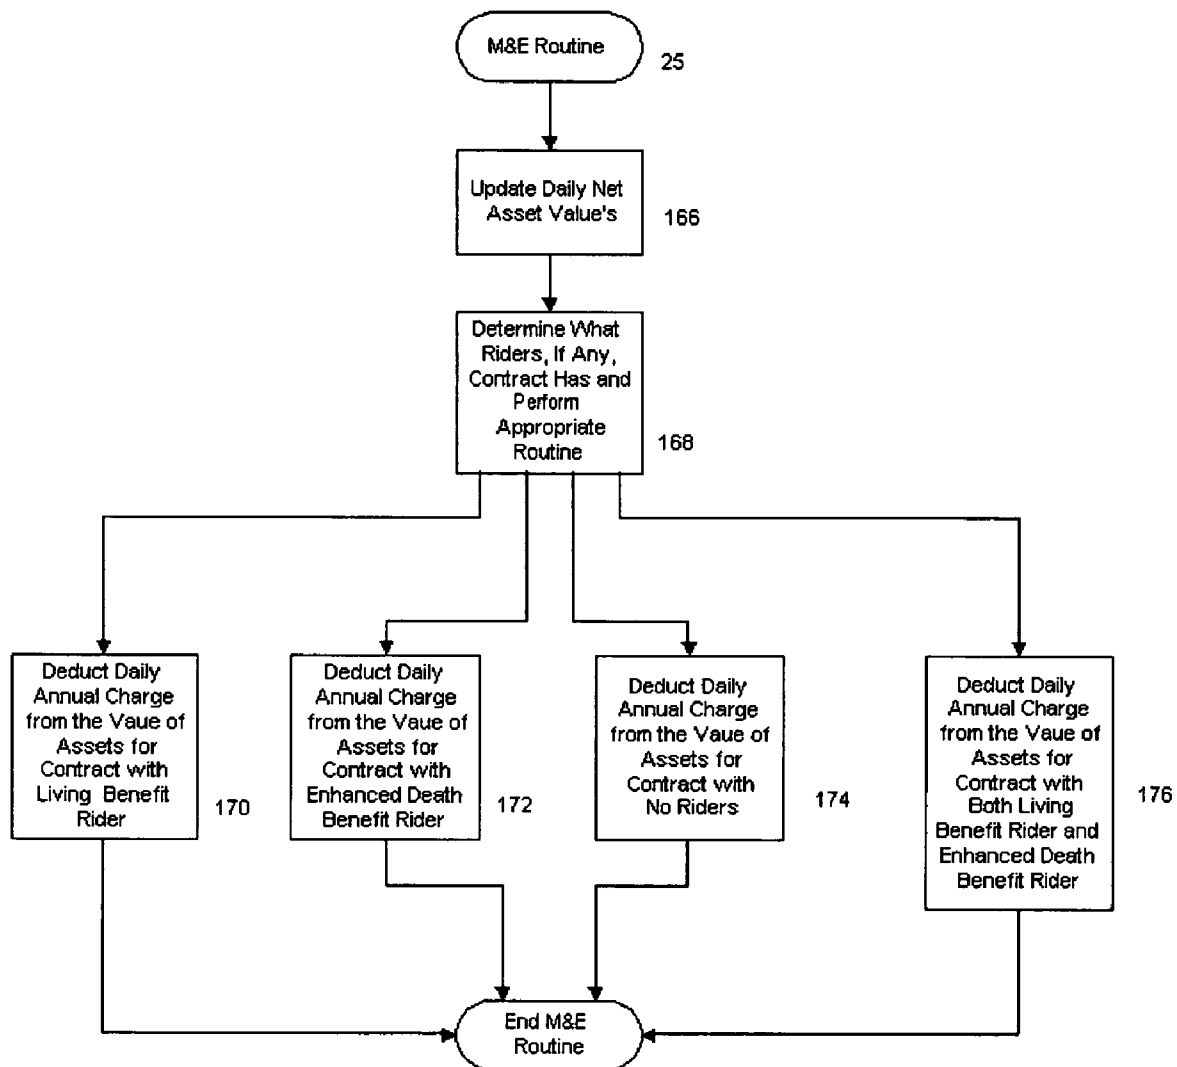 M&E Routine
25
Update Daily Net
Asset Value's
166
Determine What
Riders, If Any,
Contract Has and
Perform
Appropriate
Routine
168
Deduct Daily
Annual Charge
from the Vaue of
Assets for
Contract with
Living Benefit
Rider
170
Deduct Daily
Annual Charge
from the Vaue of
Assets for
Contract with
Enhanced Death
Benefit Rider
172
Deduct Daily
Annual Charge
from the Vaue of
Assets for
Contract with
No Riders
174
Deduct Daily
Annual Charge
from the Vaue of
Assets for
Contract with
Both Living
Benefit Rider and
Enhanced Death
Benefit Rider
176
End M&E
Routine